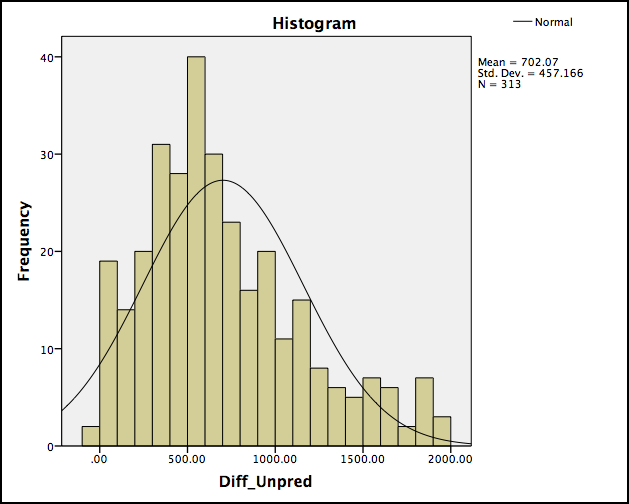 Histogram
Normal
Mean = 702.07
Std. Dev. = 457.166
N = 313
Frequency
40
30
20
10
0
.00 500.00 1000.00 1500.00 2000.00
Diff_Unpred